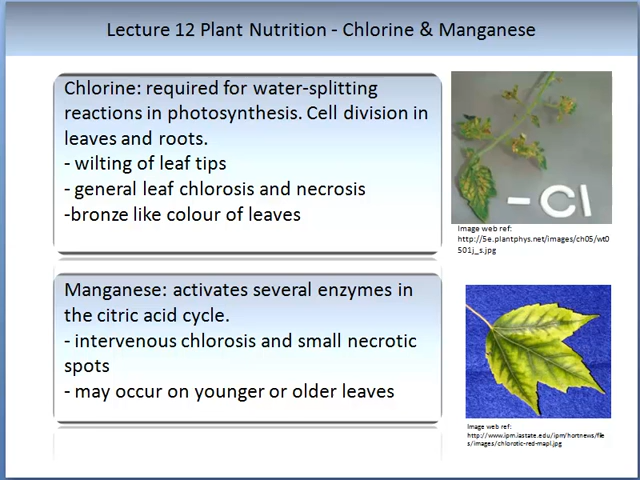 Lecture 12 Plant Nutrition - Chlorine & Manganese
Chlorine: required for water-splitting
reactions in photosynthesis. Cell division in
leaves and roots.
- wilting of leaf tips
- general leaf chlorosis and necrosis
-bronze like colour of leaves
-Cl
Image web ref:
http://5e.plantphys.net/images/ch05/wt0
501j_s.jpg
Manganese: activates several enzymes in
the citric acid cycle.
- intervenous chlorosis and small necrotic
spots
- may occur on younger or older leaves
Image web ref:
http://www.ipm.iastate.edu/ipm/hortnews/file
s/images/chlorotic-red-mapl.jpg